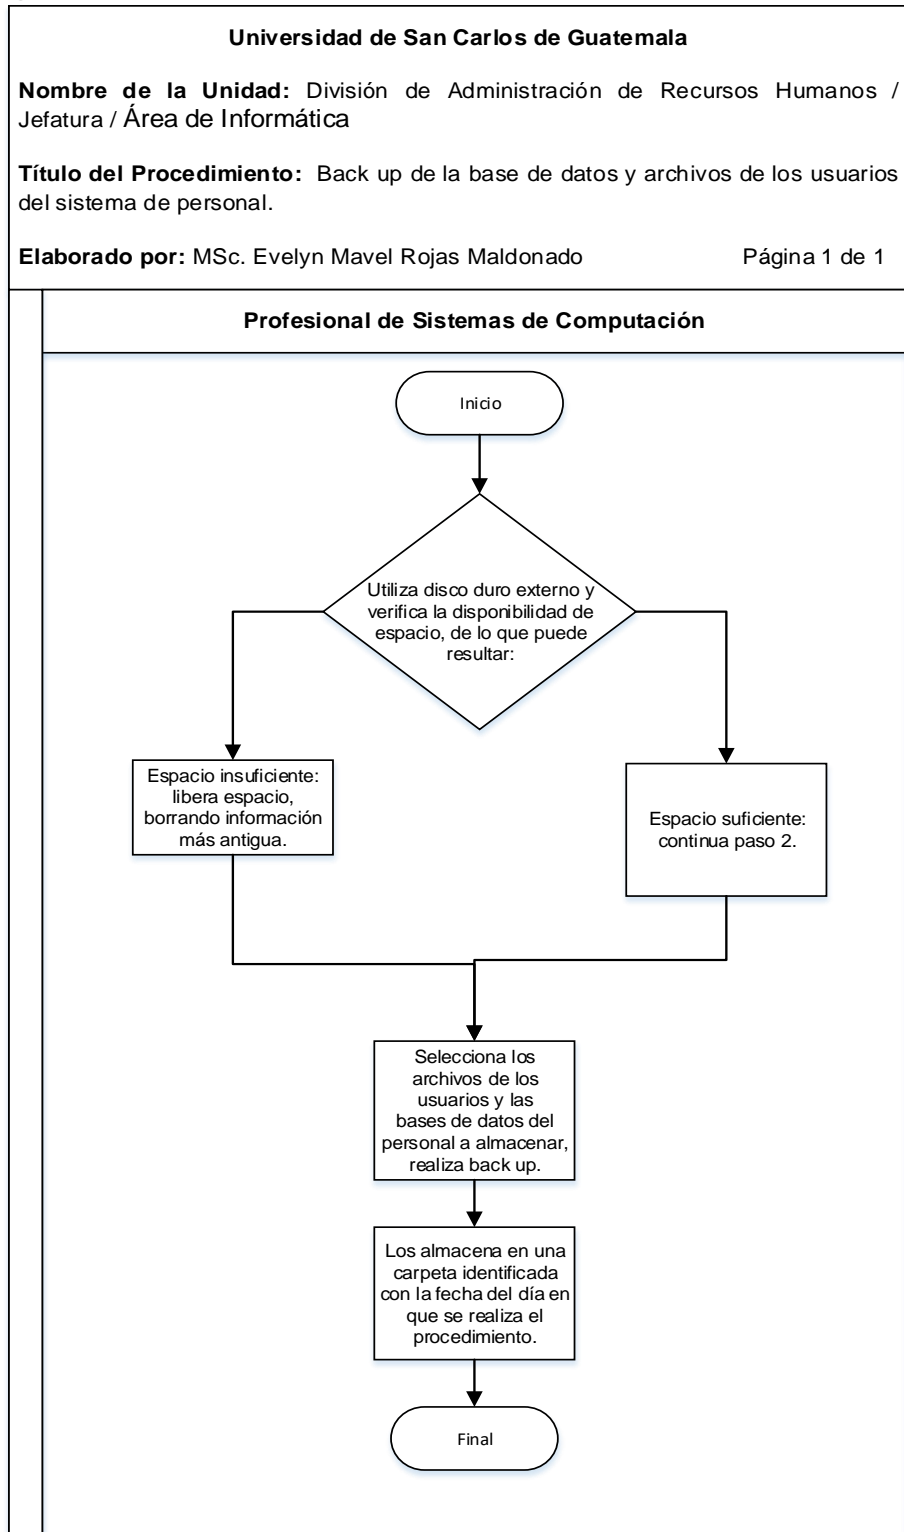 Universidad de San Carlos de Guatemala
Nombre de la Unidad: División de Administración de Recursos Humanos /
Jefatura / Área de Informática
Título del Procedimiento: Back up de la base de datos y archivos de los usuarios
del sistema de personal.
Elaborado por: MSc. Evelyn Mavel Rojas Maldonado Página 1 de 1
Profesional de Sistemas de Computación
Inicio
Utiliza disco duro externo y
verifica la disponibilidad de
espacio, de lo que puede
resultar:
Espacio insuficiente:
libera espacio,
borrando información
más antigua.
Espacio suficiente:
continua paso 2.
Selecciona los
archivos de los
usuarios y las
bases de datos del
personal a almacenar,
realiza back up.
Los almacena en una
carpeta identificada
con la fecha del día en
que se realiza el
procedimiento.
Final